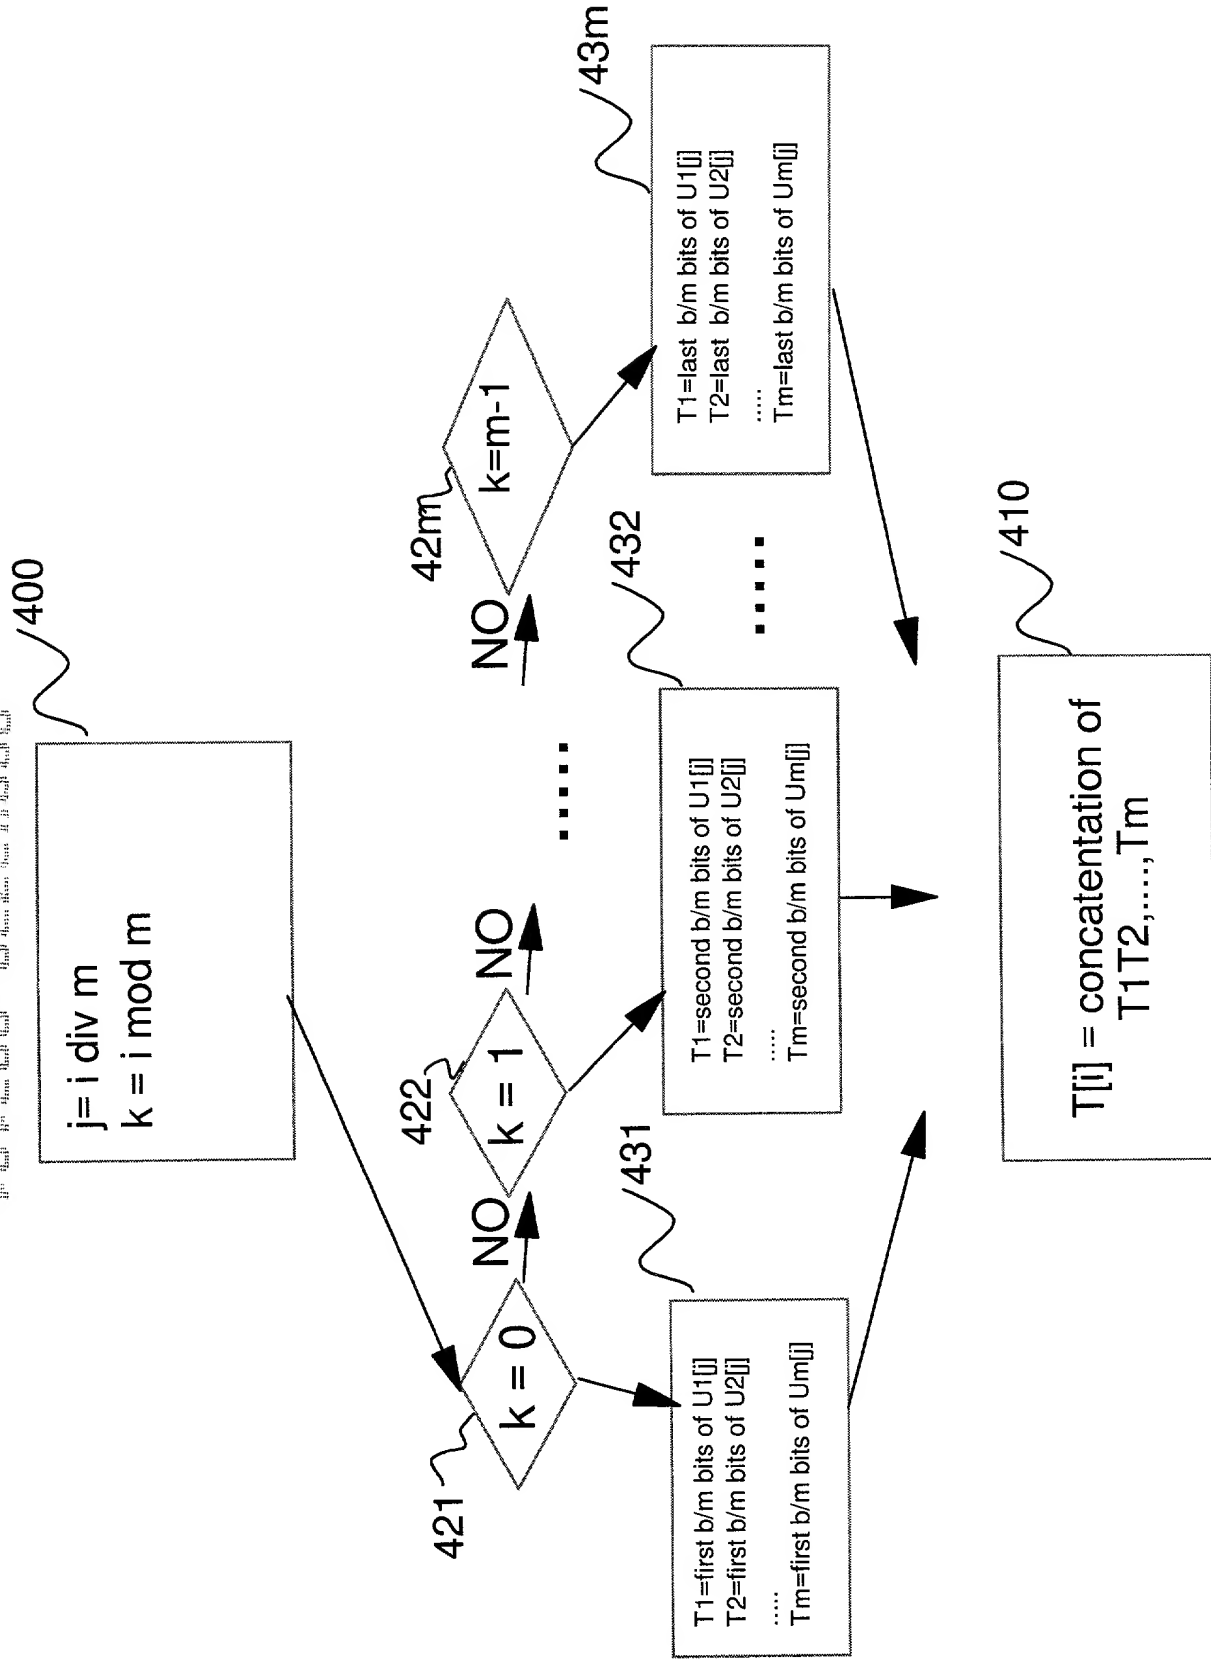 400
j= i div m
k = i mod m
421
k = 0
NO
422
k = 1
NO
.....
NO
42m
k=m-1
431
T1=first b/m bits of U1[j]
T2=first b/m bits of U2[j]
.....
Tm=first b/m bits of Um[j]
432
T1=second b/m bits of U1[j]
T2=second b/m bits of U2[j]
.....
Tm=second b/m bits of Um[j]
.....
43m
T1=last b/m bits of U1[j]
T2=last b/m bits of U2[j]
.....
Tm=last b/m bits of Um[j]
410
T[i] = concatentation of
T1T2,....,Tm